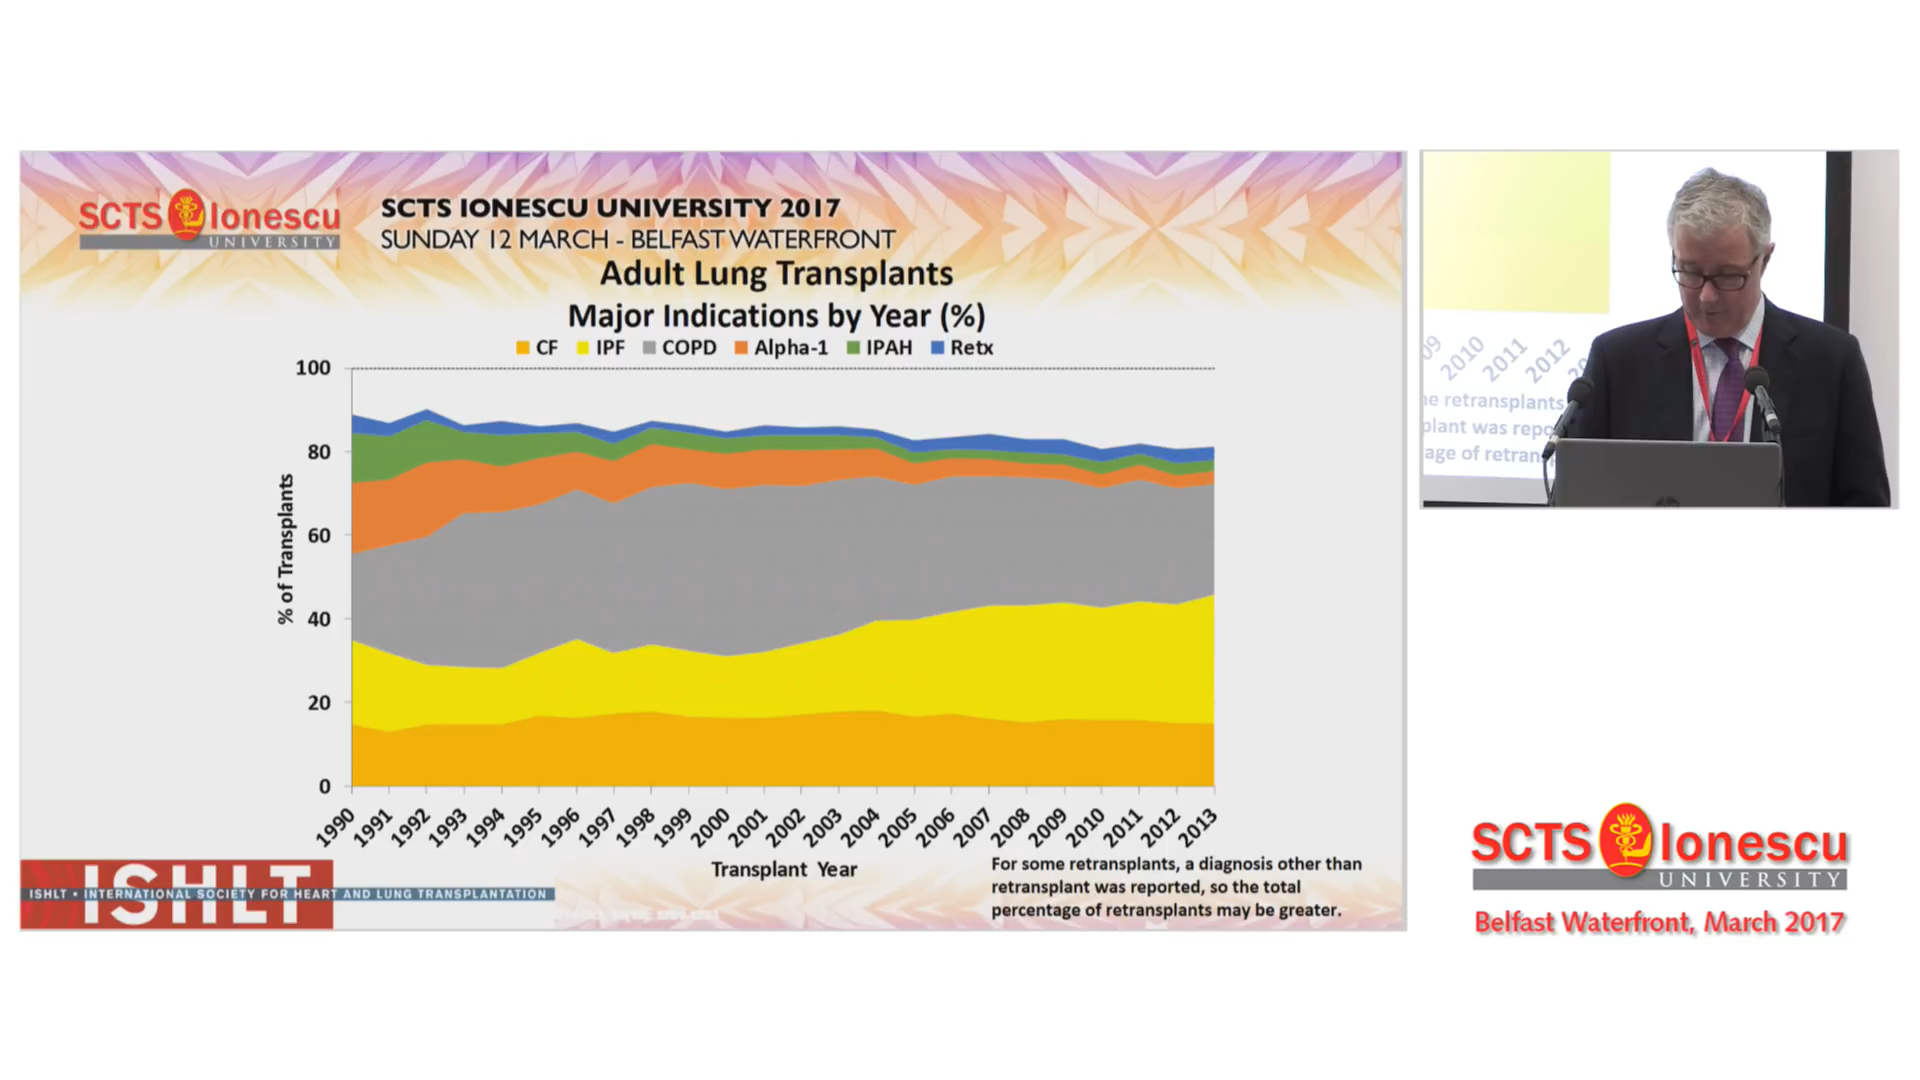 SCTS Ionescu
UNIVERSITY
SCTS IONESCU UNIVERSITY 2017
SUNDAY 12 MARCH - BELFAST WATERFRONT
Adult Lung Transplants
Major Indications by Year (%)
CF IPF COPD Alpha-1 IPAH Retx
100
80
60
40
20
0
% of Transplants
1990 1991 1992 1993 1994 1995 1996 1997 1998 1999 2000 2001 2002 2003 2004 2005 2006 2007 2008 2009 2010 2011 2012 2013
Transplant Year
For some retransplants, a diagnosis other than
retransplant was reported, so the total
percentage of retransplants may be greater.
ISHLT
ISHLT • INTERNATIONAL SOCIETY FOR HEART AND LUNG TRANSPLANTATION
09 2010 2011 2012
retransplants
was
age of retran
SCTS Ionescu
UNIVERSITY
Belfast Waterfront, March 2017